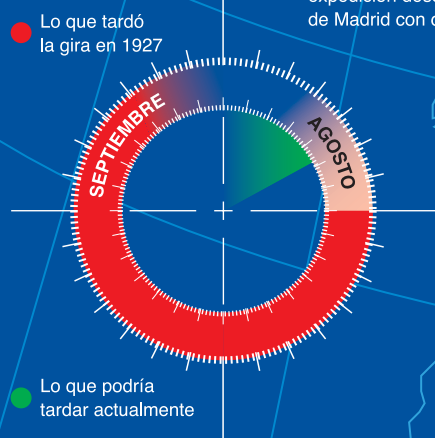 Lo que tardó
la gira en 1927
de Madrid con
SEPTIEMBRE
AGOSTO
Lo que podría
tardar actualmente